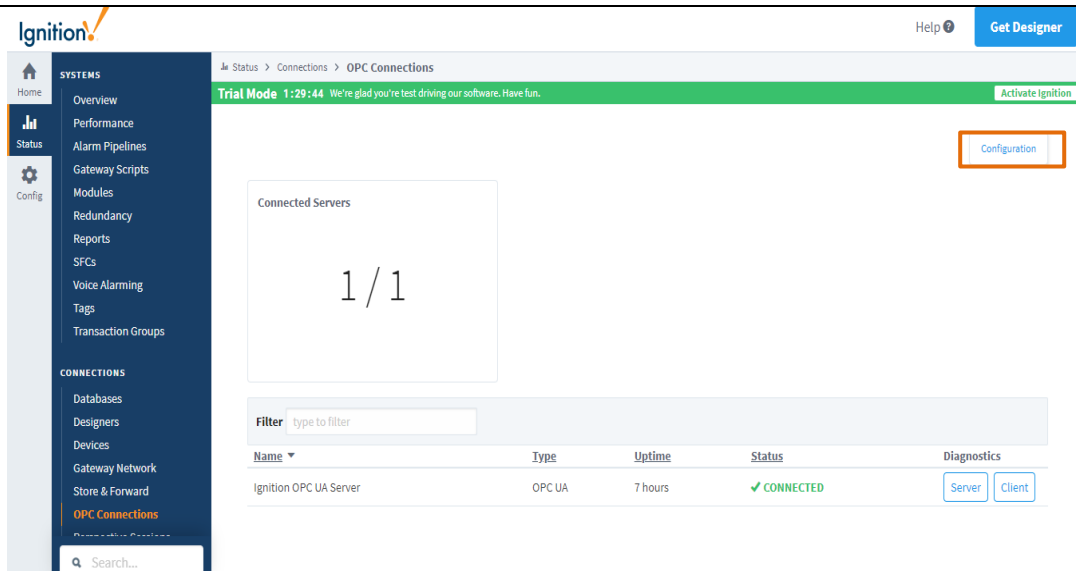 Ignition!
Help
Get Designer
Home
Status
Config
SYSTEMS
Overview
Performance
Alarm Pipelines
Gateway Scripts
Modules
Redundancy
Reports
SFCs
Voice Alarming
Tags
Transaction Groups
CONNECTIONS
Databases
Designers
Devices
Gateway Network
Store & Forward
OPC Connections
Search...
Status > Connections > OPC Connections
Trial Mode 1:29:44 We're glad you're test driving our software. Have fun.
Activate Ignition
Configuration
Connected Servers
1/1
Filter type to filter
Name Type Uptime Status Diagnostics
Ignition OPC UA Server OPC UA 7 hours CONNECTED Server Client